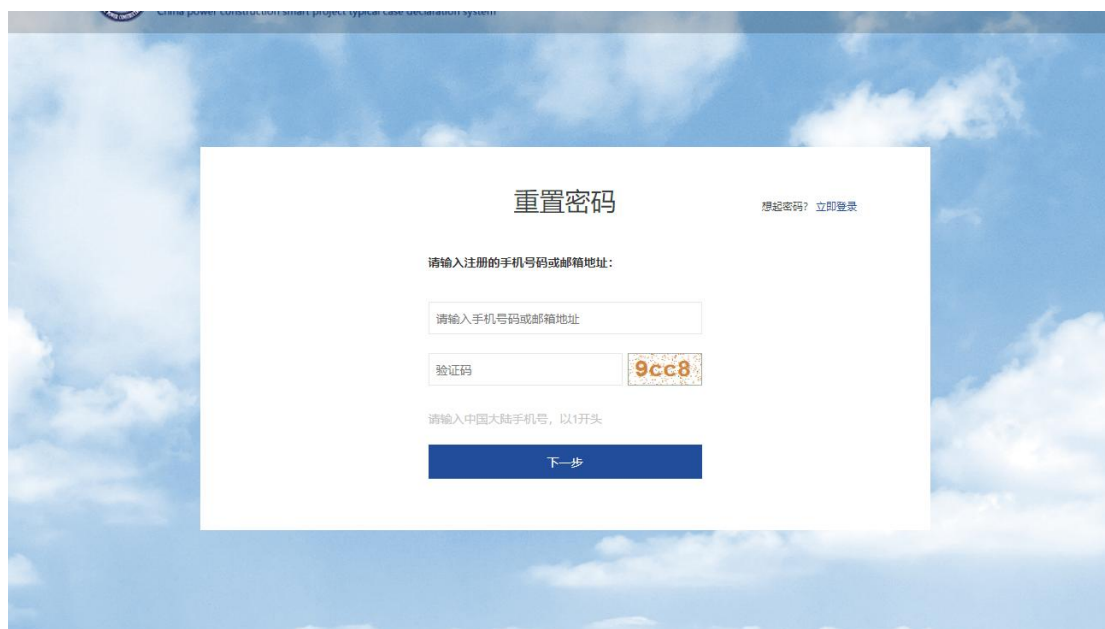 China power construction smart project typical case declaration system
重置密码
想起密码? 立即登录
请输入注册的手机号码或邮箱地址:
请输入手机号码或邮箱地址
验证码
9cc8
请输入中国大陆手机号，以1开头
下一步